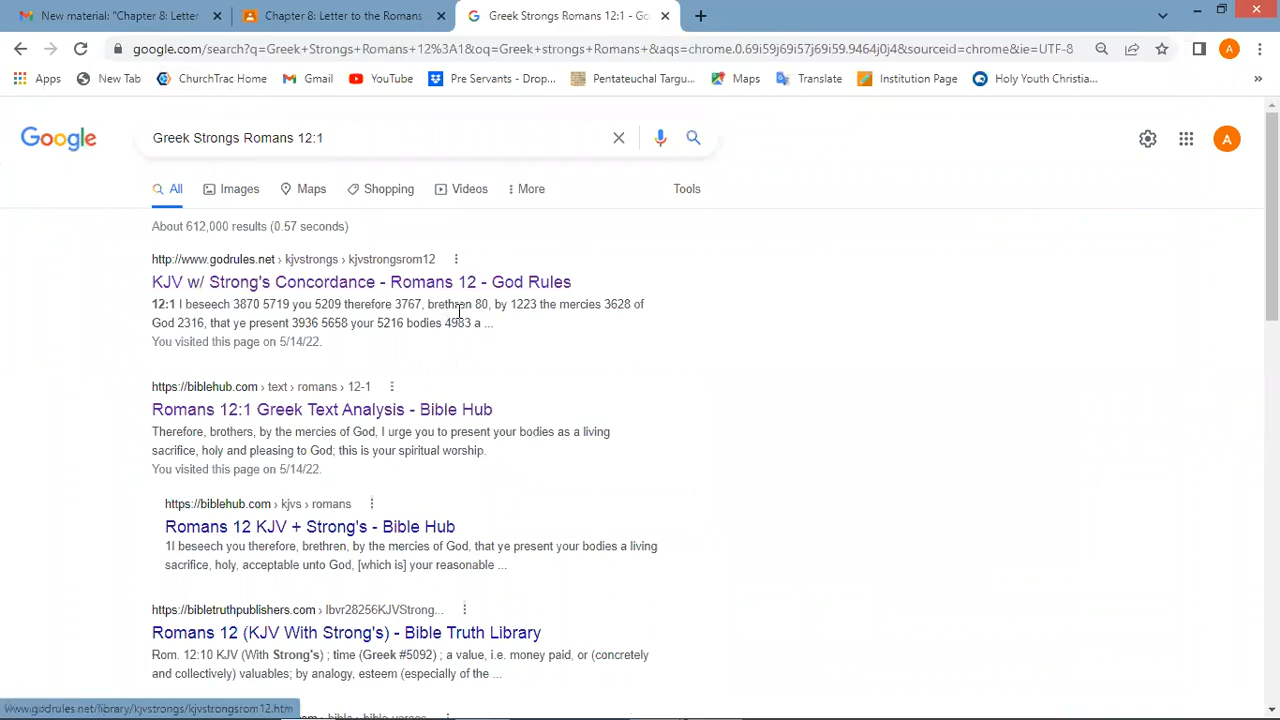 New material: "Chapter 8: Letter
Chapter 8: Letter to the Romans
Greek Strongs Romans 12:1 - Go
google.com/search?q=Greek+Strongs+Romans+12%3A1&oq=Greek+strongs+Romans+&aqs=chrome.0.69i59j69i57j69i59.9464j0j4&sourceid=chrome&ie=UTF-8
A
Apps
New Tab
ChurchTrac Home
Gmail
YouTube
Pre Servants - Drop...
Pentateuchal Targu...
Maps
Translate
Institution Page
Holy Youth Christia...
»
Google
Greek Strongs Romans 12:1
A
All
Images
Maps
Shopping
Videos
More
Tools
About 612,000 results (0.57 seconds)
http://www.godrules.net › kjvstrongs › kjvstrongsrom12
KJV w/ Strong's Concordance - Romans 12 - God Rules
12:1 I beseech 3870 5719 you 5209 therefore 3767, brethren 80, by 1223 the mercies 3628 of
God 2316, that ye present 3936 5658 your 5216 bodies 4983 a ...
You visited this page on 5/14/22.
https://biblehub.com › text › romans › 12-1
Romans 12:1 Greek Text Analysis - Bible Hub
Therefore, brothers, by the mercies of God, I urge you to present your bodies as a living
sacrifice, holy and pleasing to God; this is your spiritual worship.
You visited this page on 5/14/22.
https://biblehub.com › kjvs › romans
Romans 12 KJV + Strong's - Bible Hub
1I beseech you therefore, brethren, by the mercies of God, that ye present your bodies a living
sacrifice, holy, acceptable unto God, [which is] your reasonable ...
https://bibletruthpublishers.com › lbvr28256KJVStrong...
Romans 12 (KJV With Strong's) - Bible Truth Library
Rom. 12:10 KJV (With Strong's) ; time (Greek #5092) ; a value, i.e. money paid, or (concretely
and collectively) valuables; by analogy, esteem (especially of the ...
www.godrules.net/library/kjvstrongs/kjvstrongsrom12.htm